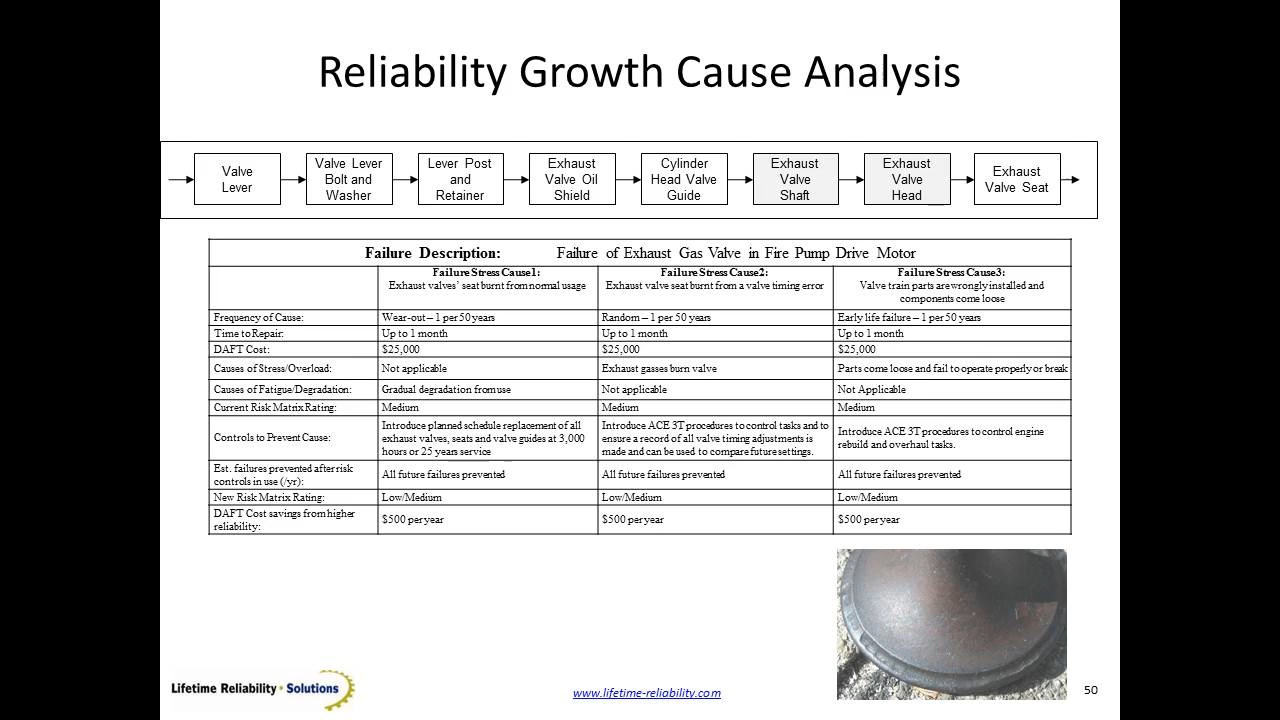 Reliability Growth Cause Analysis
Valve
Lever
Valve Lever
Bolt and
Washer
Lever Post
and
Retainer
Exhaust
Valve Oil
Shield
Cylinder
Head Valve
Guide
Exhaust
Valve
Shaft
Exhaust
Valve
Head
Exhaust
Valve Seat
Failure Description: Failure of Exhaust Gas Valve in Fire Pump Drive Motor
Failure Stress Cause1:
Exhaust valves’ seat burnt from normal usage
Failure Stress Cause2:
Exhaust valve seat burnt from a valve timing error
Failure Stress Cause3:
Valve train parts are wrongly installed and
components come loose
Frequency of Cause: Wear-out – 1 per 50 years Random – 1 per 50 years Early life failure – 1 per 50 years
Time to Repair: Up to 1 month Up to 1 month Up to 1 month
DAFT Cost: $25,000 $25,000 $25,000
Causes of Stress/Overload: Not applicable Exhaust gasses burn valve Parts come loose and fail to operate properly or break
Causes of Fatigue/Degradation: Gradual degradation from use Not applicable Not Applicable
Current Risk Matrix Rating: Medium Medium Medium
Controls to Prevent Cause:
Introduce planned schedule replacement of all
exhaust valves, seats and valve guides at 3,000
hours or 25 years service
Introduce ACE 3T procedures to control tasks and to
ensure a record of all valve timing adjustments is
made and can be used to compare future settings.
Introduce ACE 3T procedures to control engine
rebuild and overhaul tasks.
Est. failures prevented after risk
controls in use (/yr):
All future failures prevented All future failures prevented All future failures prevented
New Risk Matrix Rating: Low/Medium Low/Medium Low/Medium
DAFT Cost savings from higher
reliability:
$500 per year $500 per year $500 per year
Lifetime Reliability • Solutions
www.lifetime-reliability.com
50